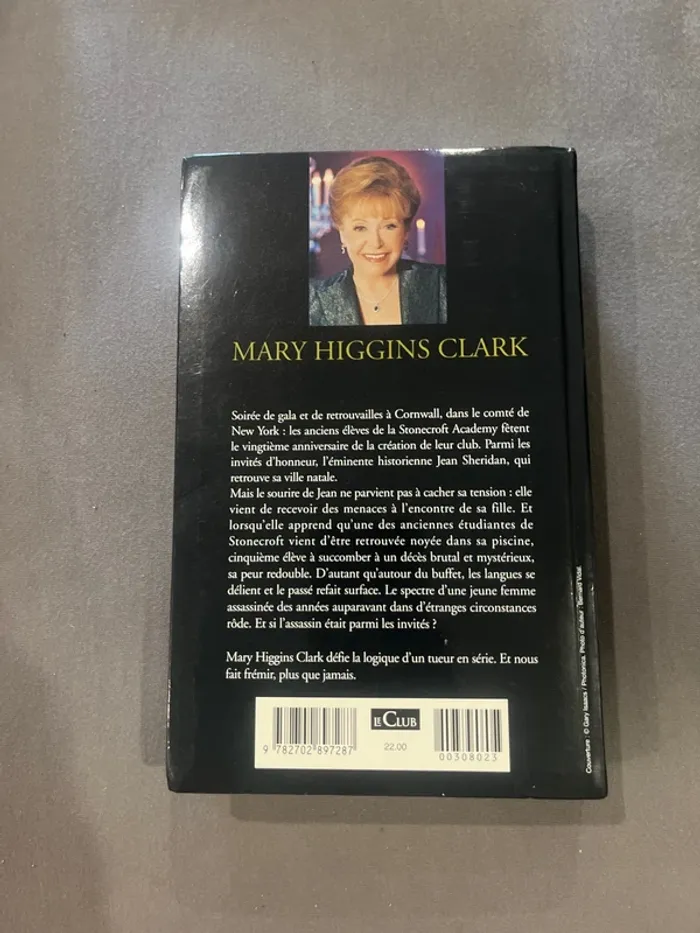 MARY HIGGINS CLARK
Soirée de gala et de retrouvailles à Cornwall, dans le comté de
New York : les anciens élèves de la Stonecroft Academy fêtent
le vingtième anniversaire de la création de leur club. Parmi les
invités d'honneur, l'éminente historienne Jean Sheridan, qui
retrouve sa ville natale.
Mais le sourire de Jean ne parvient pas à cacher sa tension : elle
vient de recevoir des menaces à l'encontre de sa fille. Et
lorsqu'elle apprend qu'une des anciennes étudiantes de
Stonecroft vient d'être retrouvée noyée dans sa piscine,
cinquième élève à succomber à un décès brutal et mystérieux,
sa peur redouble. D'autant qu'autour du buffet, les langues se
délient et le passé refait surface. Le spectre d'une jeune femme
assassinée des années auparavant dans d'étranges circonstances
rôde. Et si l'assassin était parmi les invités ?
Mary Higgins Clark défie la logique d'un tueur en série. Et nous
fait frémir, plus que jamais.
LE CLUB
9 782702 897287
22.00
00308023
Couverture : © Gary Isaacs / Photonica. Photo d'auteur : Bernard Vidal.